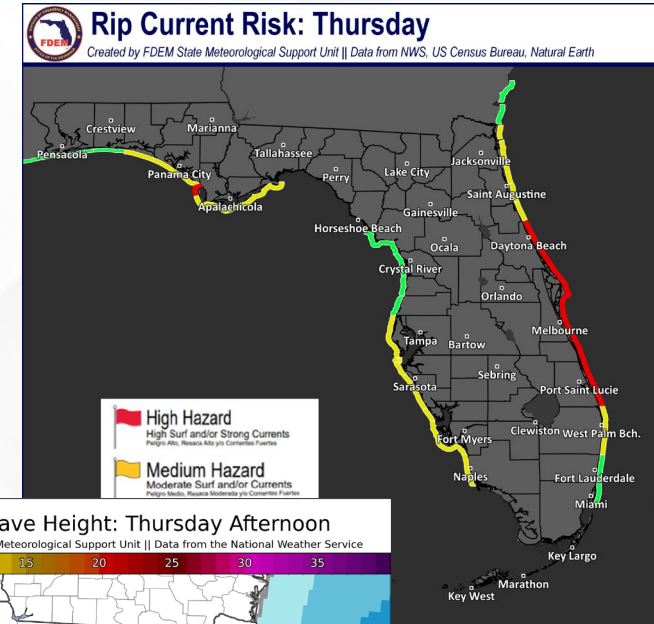 FDEM
Rip Current Risk: Thursday
Created by FDEM State Meteorological Support Unit || Data from NWS, US Census Bureau, Natural Earth
Crestview
Marianna
Pensacola
Tallahassee
Jacksonville
Panama City
Perry
Lake City
Saint Augustine
Apalachicola
Gainesville
Horseshoe Beach
Daytona Beach
Ocala
Crystal River
Orlando
Melbourne
Tampa
Bartow
Sebring
Sarasota
Port Saint Lucie
Clewiston
West Palm Bch.
Fort Myers
Naples
Fort Lauderdale
Miami
Key Largo
Marathon
Key West
High Hazard
High Surf and/or Strong Currents
Peligro Alto, Resaca Alta y/o Corrientes Fuertes
Medium Hazard
Moderate Surf and/or Currents
Peligro Medio, Resaca Moderada y/o Corrientes Fuertes
ave Height: Thursday Afternoon
Meteorological Support Unit || Data from the National Weather Service
15 20 25 30 35